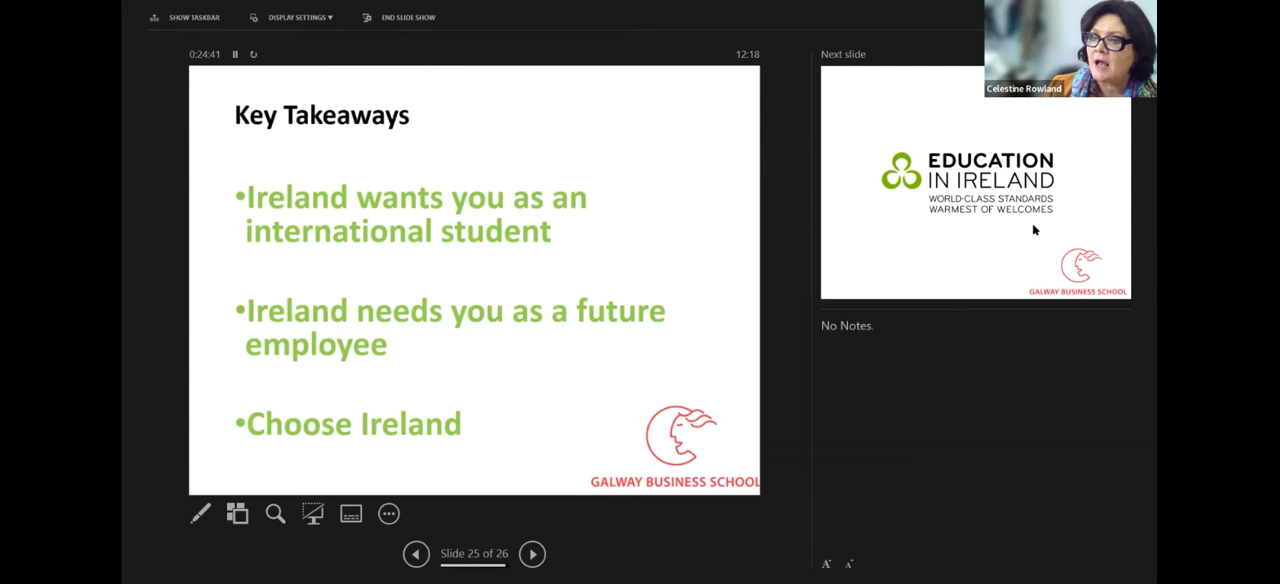 SHOW TASKBAR
DISPLAY SETTINGS ▼
END SLIDE SHOW
0:24:41
12:18
Key Takeaways
•Ireland wants you as an
international student
•Ireland needs you as a future
employee
•Choose Ireland
GALWAY BUSINESS SCHOOL
Slide 25 of 26
Next slide
EDUCATION
IN IRELAND
WORLD-CLASS STANDARDS
WARMEST OF WELCOMES
GALWAY BUSINESS SCHOOL
No Notes.
A A
Celestine Rowland